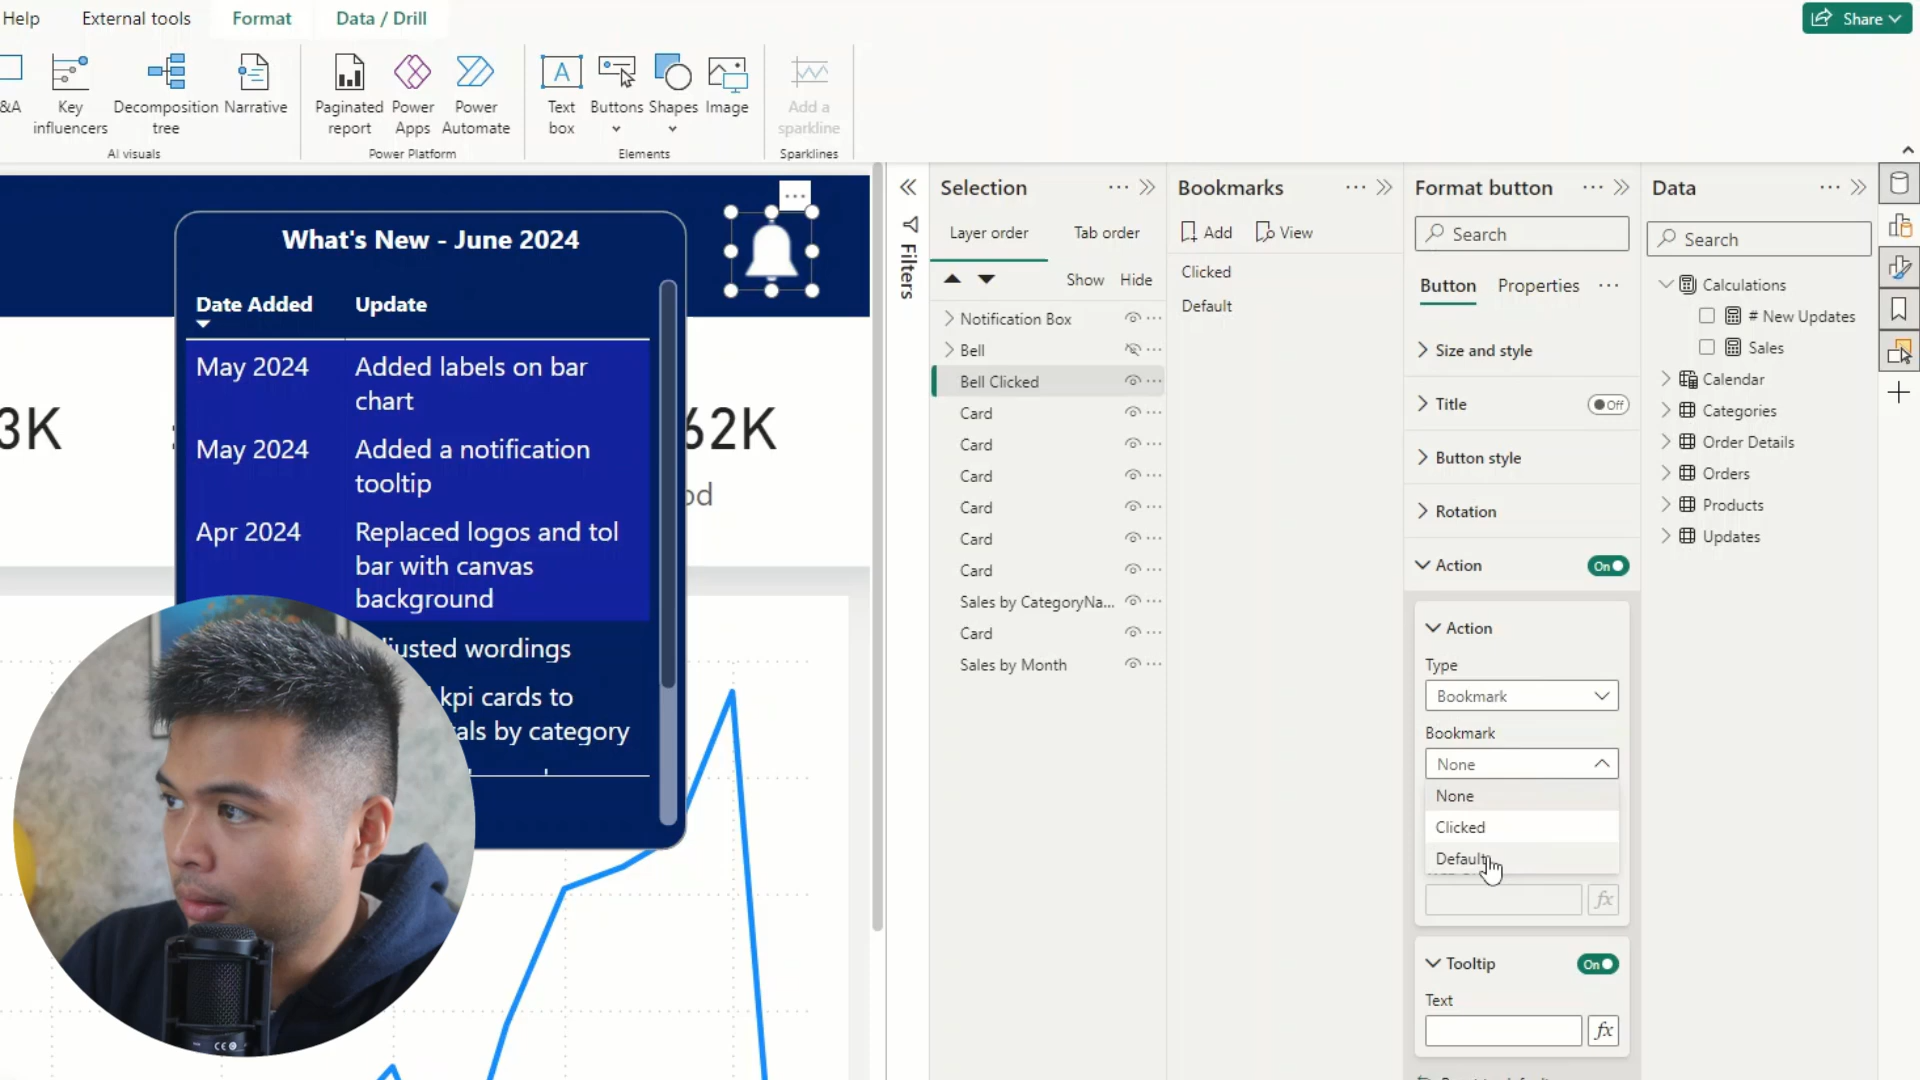 Help
External tools
Format
Data / Drill
Share
&A
Key
influencers
Decomposition
tree
Narrative
AI visuals
Paginated
report
Power
Apps
Power
Automate
Power Platform
Text
box
Buttons
Shapes
Image
Elements
Add a
sparkline
Sparklines
What's New - June 2024
Date Added
Update
May 2024
Added labels on bar
chart
May 2024
Added a notification
tooltip
Apr 2024
Replaced logos and tol
bar with canvas
background
justed wordings
kpi cards to
als by category
3K
62K
od
Filters
Selection
Layer order
Tab order
Show
Hide
Notification Box
Bell
Bell Clicked
Card
Card
Card
Card
Card
Card
Sales by CategoryNa...
Card
Sales by Month
Bookmarks
Add
View
Clicked
Default
Format button
Search
Button
Properties
Size and style
Title
Off
Button style
Rotation
Action
On
Action
Type
Bookmark
Bookmark
None
None
Clicked
Default
fx
Tooltip
On
Text
fx
Data
Search
Calculations
# New Updates
Sales
Calendar
Categories
Order Details
Orders
Products
Updates